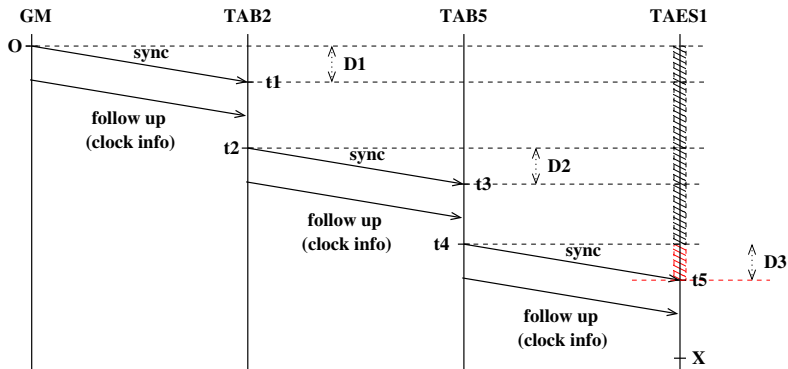 GM TAB2 TAB5 TAES1
O
sync
D1
t1
follow up
(clock info)
t2
sync
D2
t3
follow up
(clock info)
t4
sync
D3
t5
follow up
(clock info)
X